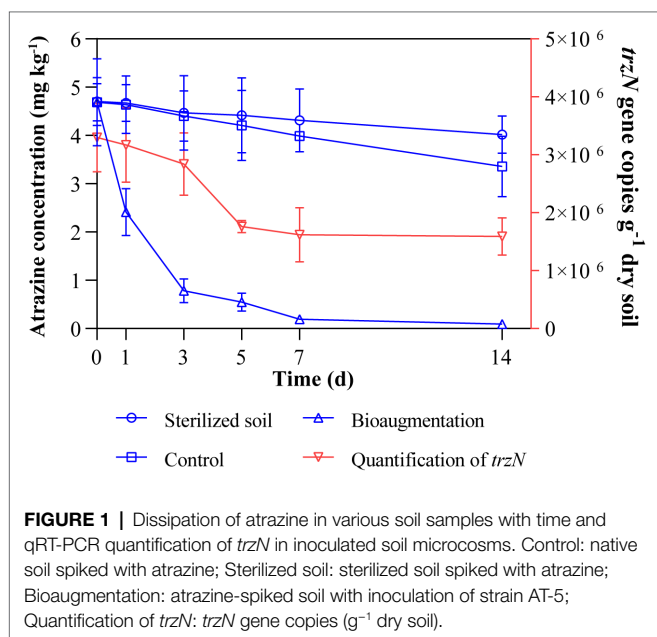 Atrazine concentration (mg kg⁻¹)
6
5
4
3
2
1
0
5× 10 ⁶
4× 10 ⁶
3× 10 ⁶
2× 10 ⁶
1× 10 ⁶
0
trzN gene copies g⁻¹ dry soil
0 1 3 5 7 14
Time (d)
Sterilized soil Bioaugmentation
Control Quantification of trzN
FIGURE 1 | Dissipation of atrazine in various soil samples with time and
qRT-PCR quantification of trzN in inoculated soil microcosms. Control: native
soil spiked with atrazine; Sterilized soil: sterilized soil spiked with atrazine;
Bioaugmentation: atrazine-spiked soil with inoculation of strain AT-5;
Quantification of trzN: trzN gene copies (g⁻¹ dry soil).